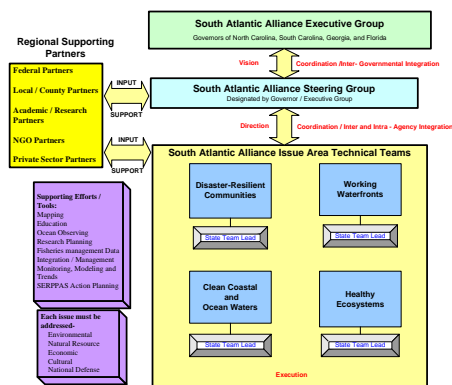 South Atlantic Alliance Executive Group
Governors of North Carolina, South Carolina, Georgia, and Florida
Regional Supporting
Partners
Vision
Coordination /Inter- Governmental Integration
Federal Partners
Local / County Partners
Academic / Research
Partners
NGO Partners
Private Sector Partners
INPUT
SUPPORT
South Atlantic Alliance Steering Group
Designated by Governor / Executive Group
Direction
Coordination / Inter and Intra - Agency Integration
INPUT
SUPPORT
South Atlantic Alliance Issue Area Technical Teams
Disaster-Resilient
Communities
State Team Lead
Working
Waterfronts
State Team Lead
Clean Coastal
and
Ocean Waters
State Team Lead
Healthy
Ecosystems
State Team Lead
Execution
Supporting Efforts /
Tools:
Mapping
Education
Ocean Observing
Research Planning
Fisheries management Data
Integration / Management
Monitoring, Modeling and
Trends
SERPPAS Action Planning
Each issue must be
addressed-
Environmental
Natural Resource
Economic
Cultural
National Defense